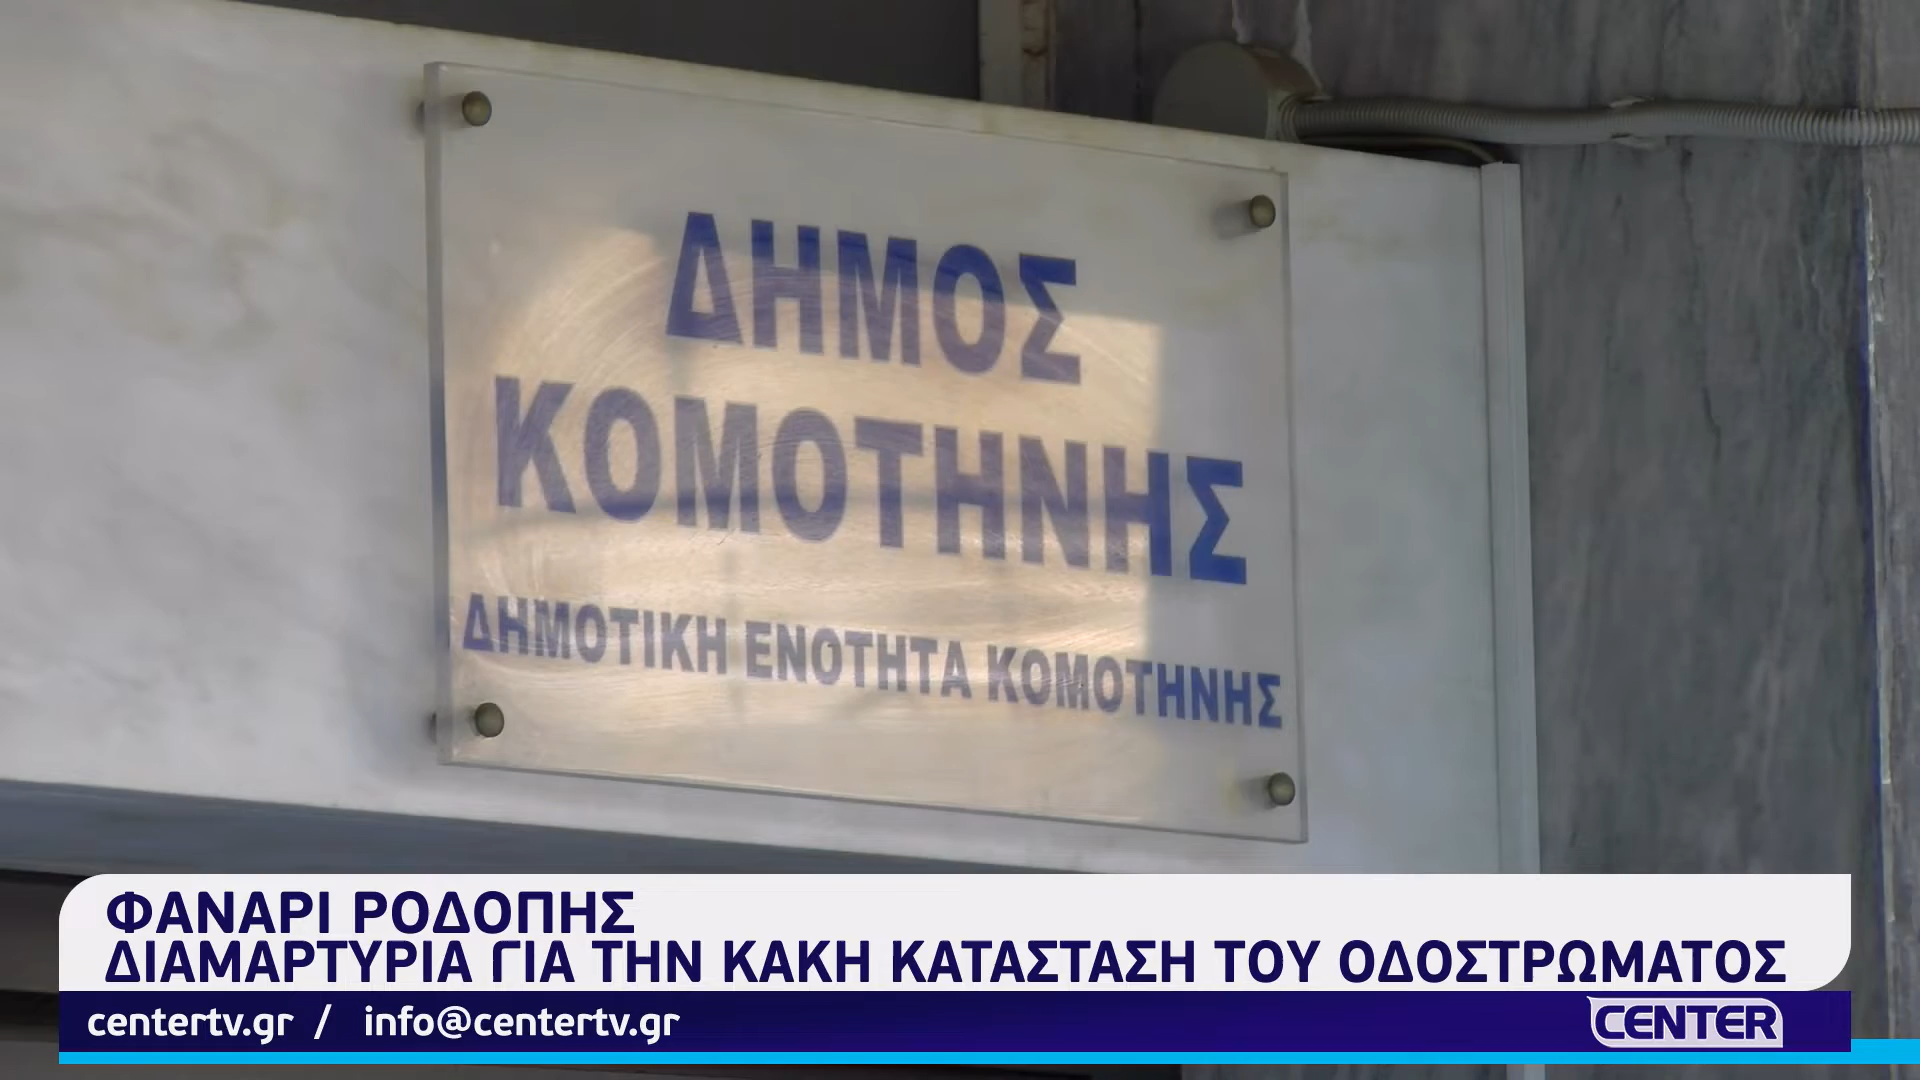 ΔΗΜΟΣ
ΚΟΜΟΤΗΝΗΣ
ΔΗΜΟΤΙΚΗ ΕΝΟΤΗΤΑ ΚΟΜΟΤΗΝΗΣ
ΦΑΝΑΡΙ ΡΟΔΟΠΗΣ
ΔΙΑΜΑΡΤΥΡΙΑ ΓΙΑ ΤΗΝ ΚΑΚΗ ΚΑΤΑΣΤΑΣΗ ΤΟΥ ΟΔΟΣΤΡΩΜΑΤΟΣ
centertv.gr / info@centertv.gr
CENTER